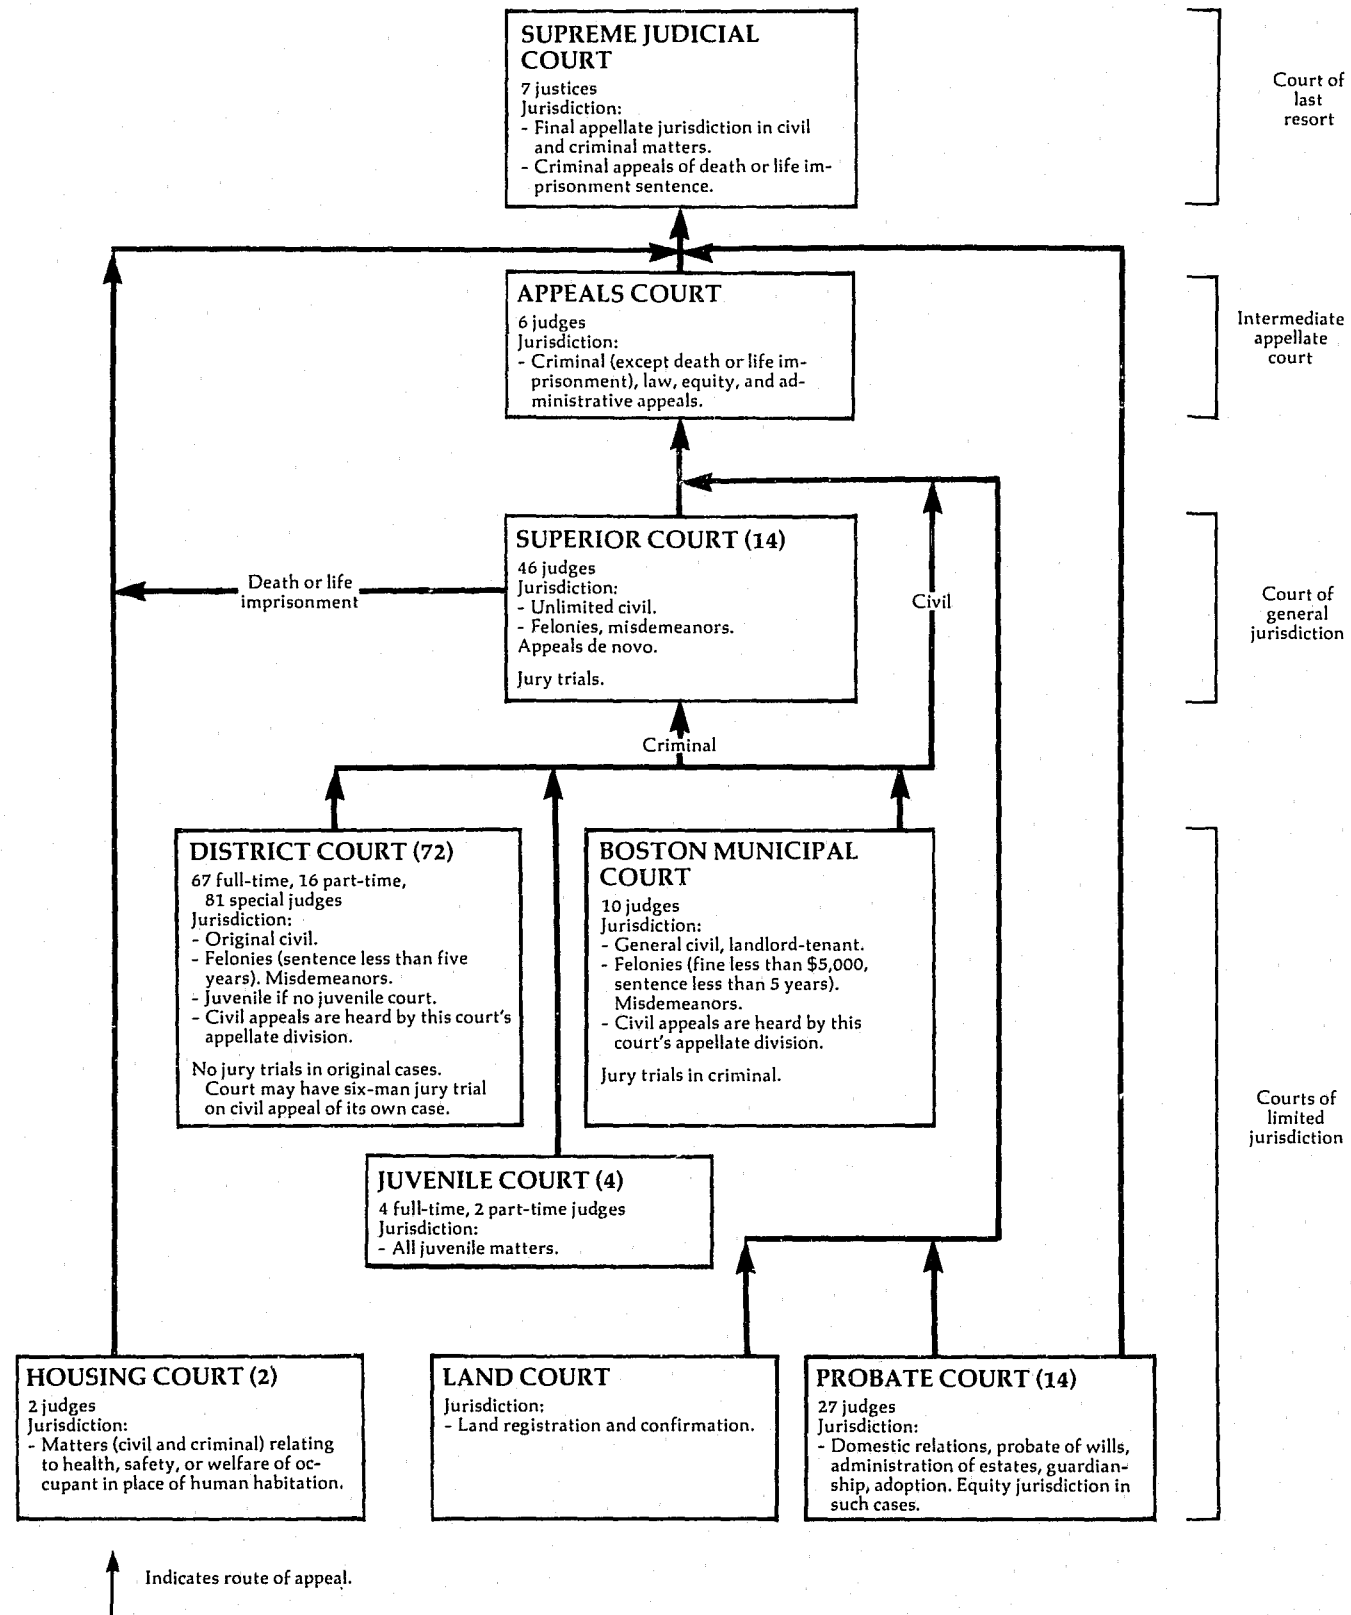 SUPREME JUDICIAL
COURT
7 justices
Jurisdiction:
- Final appellate jurisdiction in civil
and criminal matters.
- Criminal appeals of death or life im-
prisonment sentence.
Court of
last
resort
APPEALS COURT
6 judges
Jurisdiction:
- Criminal (except death or life im-
prisonment), law, equity, and ad-
ministrative appeals.
Intermediate
appellate
court
SUPERIOR COURT (14)
46 judges
Jurisdiction:
- Unlimited civil.
- Felonies, misdemeanors.
Appeals de novo.
Jury trials.
Death or life
imprisonment
Civil
Court of
general
jurisdiction
Criminal
DISTRICT COURT (72)
67 full-time, 16 part-time,
81 special judges
Jurisdiction:
- Original civil.
- Felonies (sentence less than five
years). Misdemeanors.
- Juvenile if no juvenile court.
- Civil appeals are heard by this court's
appellate division.
No jury trials in original cases.
Court may have six-man jury trial
on civil appeal of its own case.
BOSTON MUNICIPAL
COURT
10 judges
Jurisdiction:
- General civil, landlord-tenant.
- Felonies (fine less than $5,000,
sentence less than 5 years).
Misdemeanors.
- Civil appeals are heard by this
court's appellate division.
Jury trials in criminal.
Courts of
limited
jurisdiction
JUVENILE COURT (4)
4 full-time, 2 part-time judges
Jurisdiction:
- All juvenile matters.
HOUSING COURT (2)
2 judges
Jurisdiction:
- Matters (civil and criminal) relating
to health, safety, or welfare of oc-
cupant in place of human habitation.
LAND COURT
Jurisdiction:
- Land registration and confirmation.
PROBATE COURT (14)
27 judges
Jurisdiction:
- Domestic relations, probate of wills,
administration of estates, guardian-
ship, adoption. Equity jurisdiction in
such cases.
Indicates route of appeal.